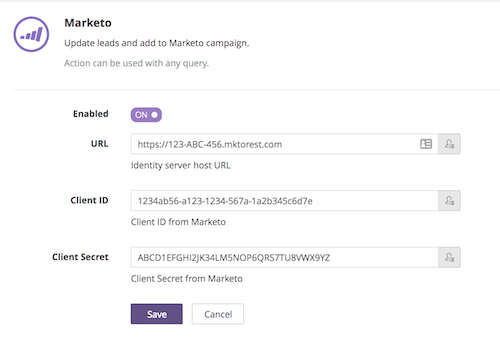 Marketo
Update leads and add to Marketo campaign.
Action can be used with any query.
Enabled ON
URL https://123-ABC-456.mktorest.com
Identity server host URL
Client ID 1234ab56-a123-1234-567a-1a2b345c6d7e
Client ID from Marketo
Client Secret ABCD1EFGHI2JK34LM5NOP6QRS7TU8VWX9YZ
Client Secret from Marketo
Save Cancel